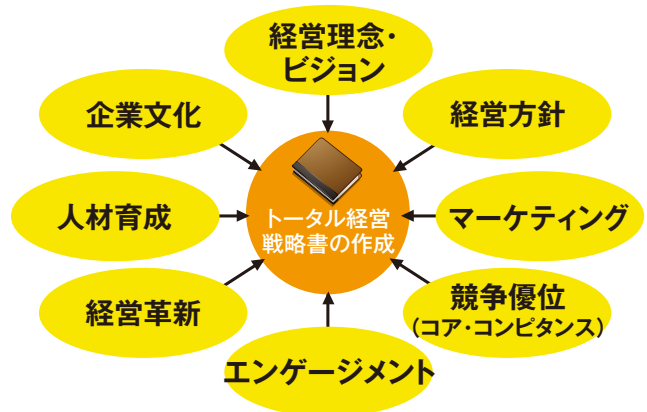 経営理念・
ビジョン
企業文化
経営方針
人材育成
トータル経営
戦略書の作成
マーケティング
経営革新
競争優位
（コア・コンピタンス）
エンゲージメント